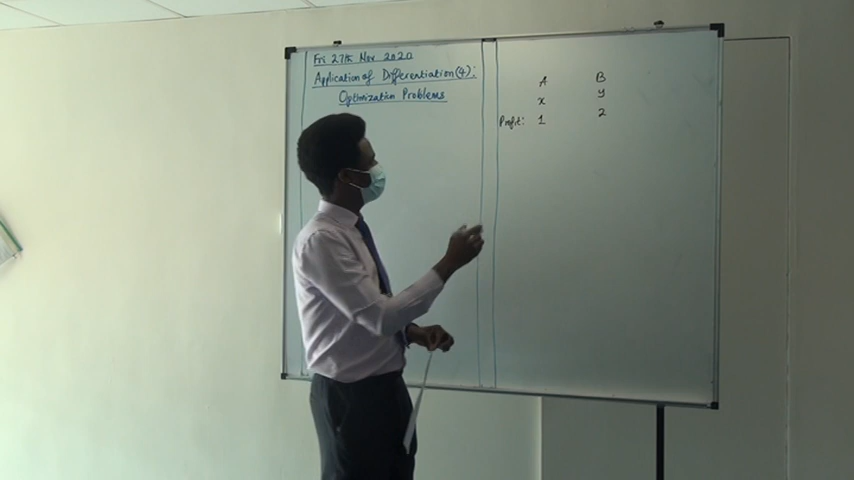 Fri 27th Nov 2020
Application of Differentiation (4):
Optimization Problems
A B
x y
Profit: 1 2